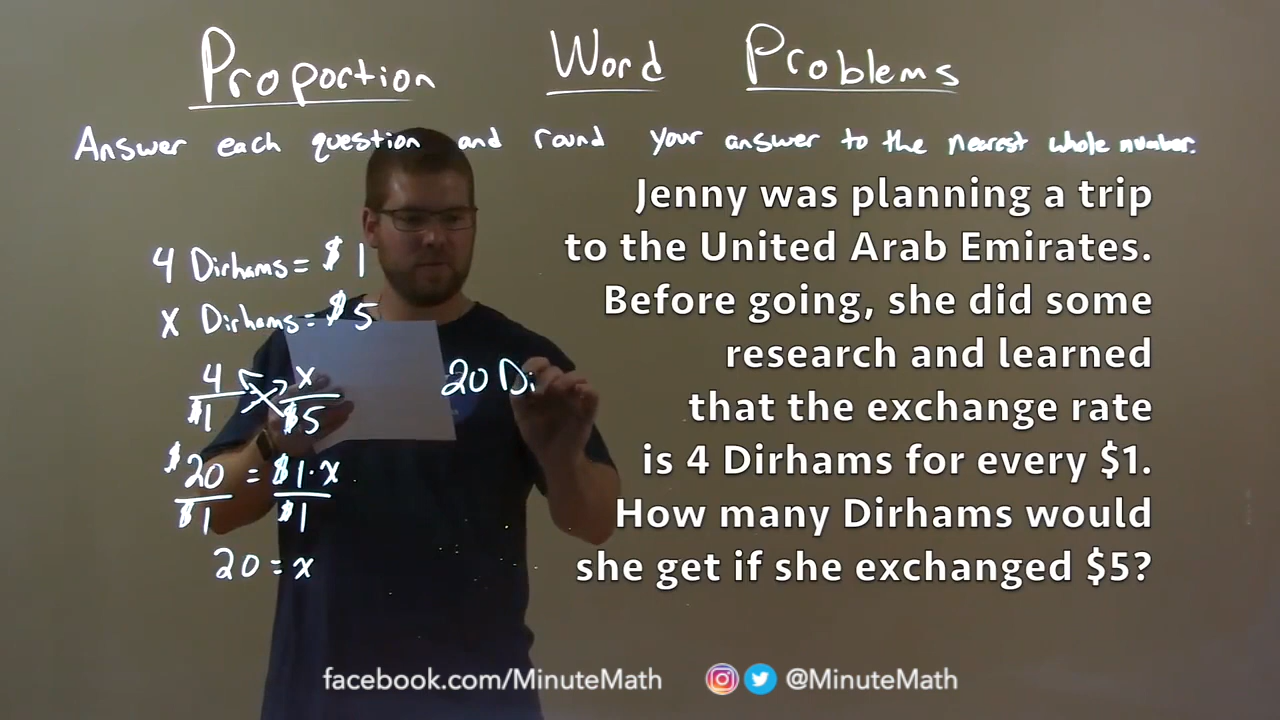 Proportion Word Problems
Answer each question and round your answer to the nearest whole number.
4 Dirhams = $1
x Dirhams = $5
4 x
$1 $5
$20 = $1·x
$1 $1
20 = x
20 Di
Jenny was planning a trip
to the United Arab Emirates.
Before going, she did some
research and learned
that the exchange rate
is 4 Dirhams for every $1.
How many Dirhams would
she get if she exchanged $5?
facebook.com/MinuteMath @MinuteMath